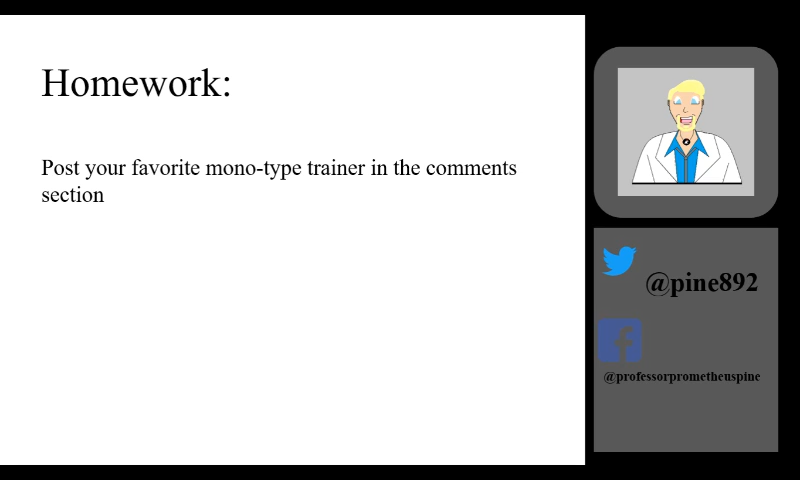 Homework:
Post your favorite mono-type trainer in the comments
section
@pine892
@professorprometheuspine